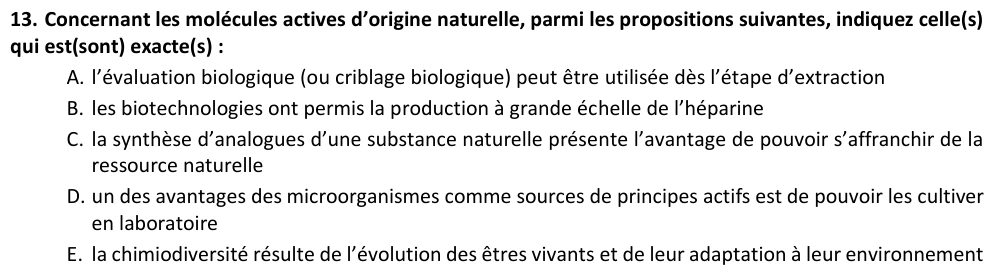 13. Concernant les molécules actives d’origine naturelle, parmi les propositions suivantes, indiquez celle(s)
qui est(sont) exacte(s) :
A. l’évaluation biologique (ou criblage biologique) peut être utilisée dès l’étape d’extraction
B. les biotechnologies ont permis la production à grande échelle de l’héparine
C. la synthèse d’analogues d’une substance naturelle présente l’avantage de pouvoir s’affranchir de la
ressource naturelle
D. un des avantages des microorganismes comme sources de principes actifs est de pouvoir les cultiver
en laboratoire
E. la chimiodiversité résulte de l’évolution des êtres vivants et de leur adaptation à leur environnement